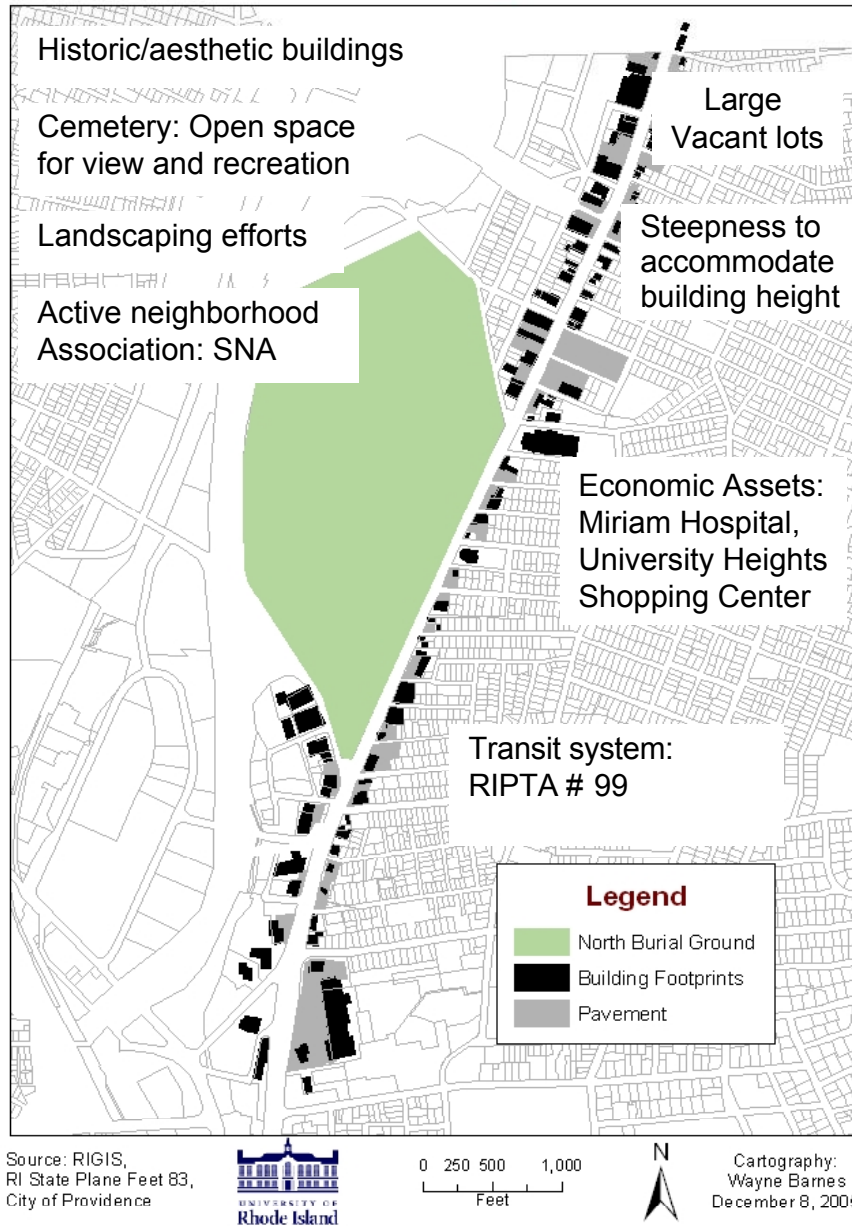 Historic/aesthetic buildings
Cemetery: Open space
for view and recreation
Landscaping efforts
Active neighborhood
Association: SNA
Large
Vacant lots
Steepness to
accommodate
building height
Economic Assets:
Miriam Hospital,
University Heights
Shopping Center
Transit system:
RIPTA # 99
Legend
North Burial Ground
Building Footprints
Pavement
Source: RIGIS,
RI State Plane Feet 83,
City of Providence
UNIVERSITY OF
Rhode Island
0 250 500 1,000
Feet
N
Cartography:
Wayne Barnes
December 8, 200